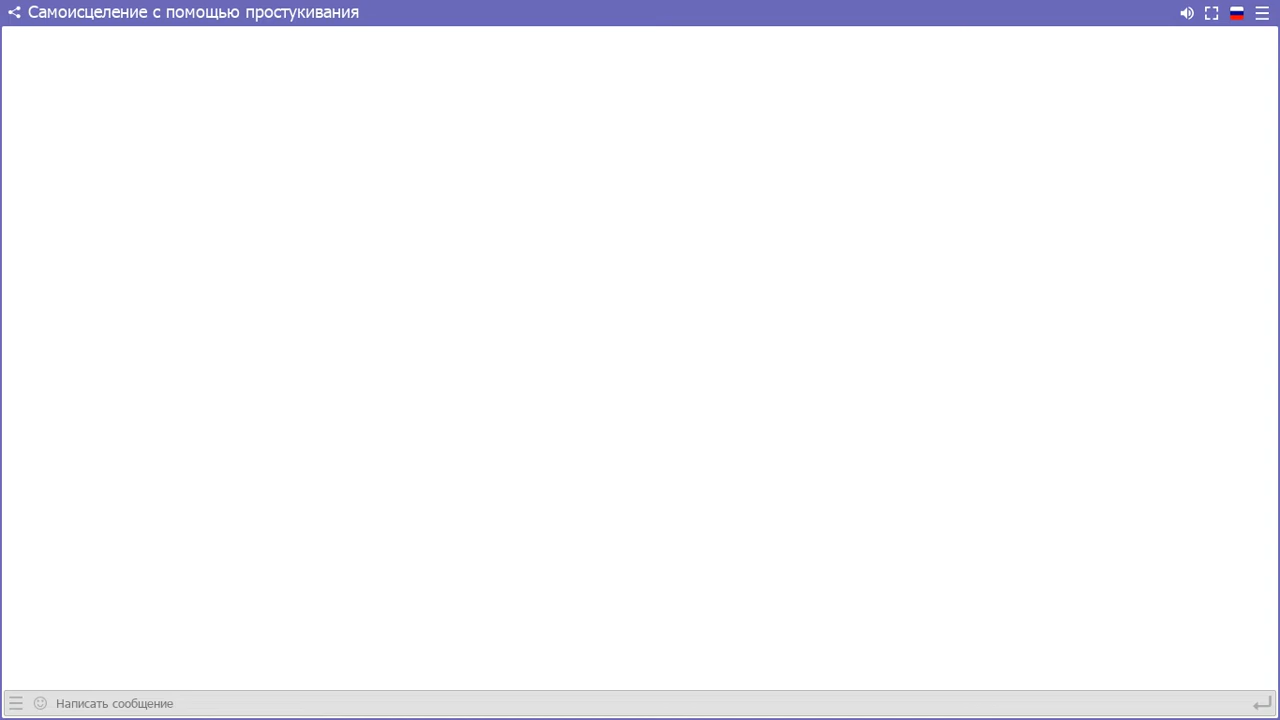 Самоисцеление с помощью простукивания
Написать сообщение